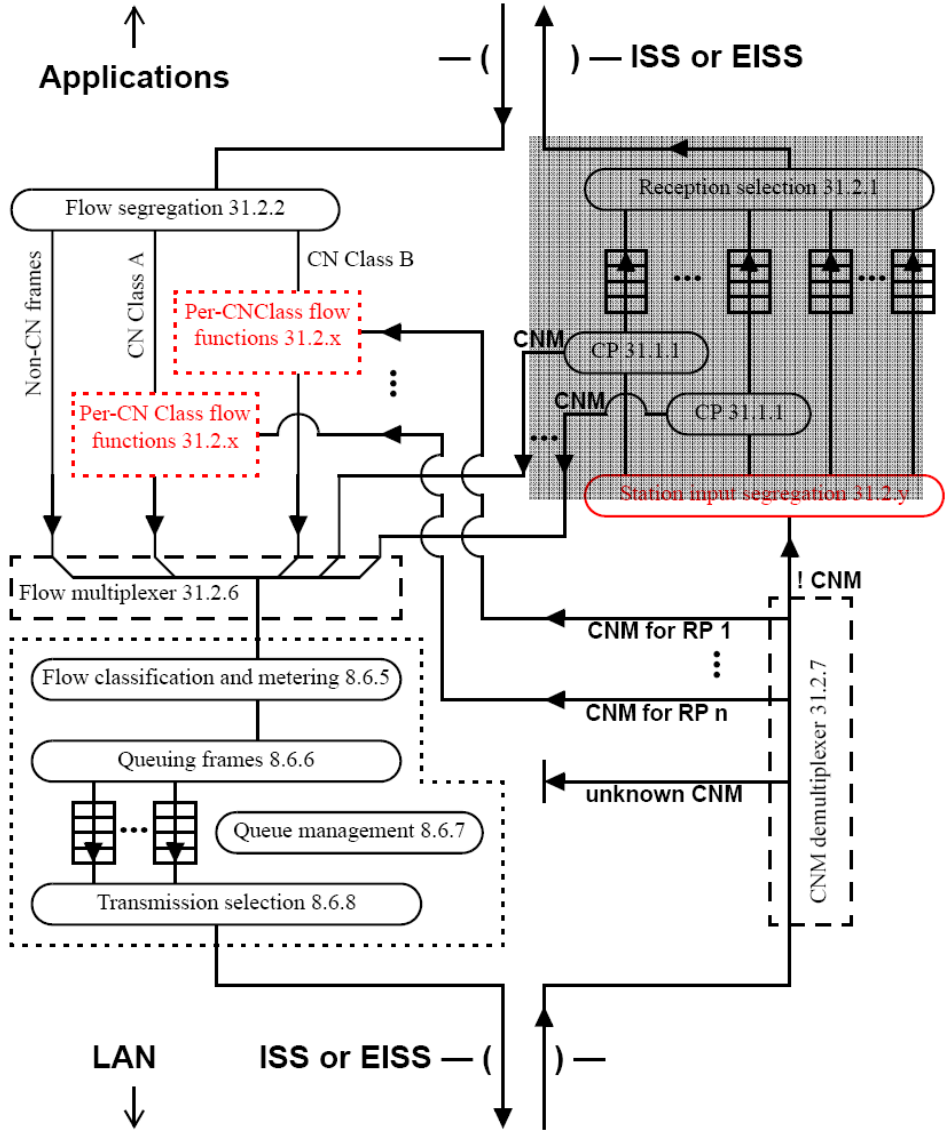 Applications
— ( ) — ISS or EISS
Flow segregation 31.2.2
Reception selection 31.2.1
Non-CN frames
CN Class A
CN Class B
Per-CNClass flow
functions 31.2.x
Per-CN Class flow
functions 31.2.x
...
...
...
CNM
CP 31.1.1
CNM
CP 31.1.1
...
...
Station input segregation 31.2.y
Flow multiplexer 31.2.6
! CNM
CNM for RP 1
...
CNM for RP n
unknown CNM
CNM demultiplexer 31.2.7
Flow classification and metering 8.6.5
Queuing frames 8.6.6
...
Queue management 8.6.7
Transmission selection 8.6.8
LAN
ISS or EISS — ( ) —